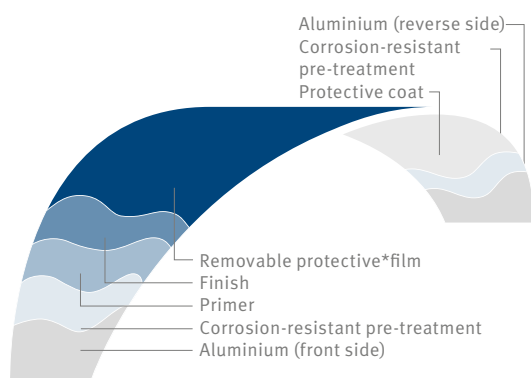 Aluminium (reverse side)
Corrosion-resistant
pre-treatment
Protective coat
Removable protective*film
Finish
Primer
Corrosion-resistant pre-treatment
Aluminium (front side)